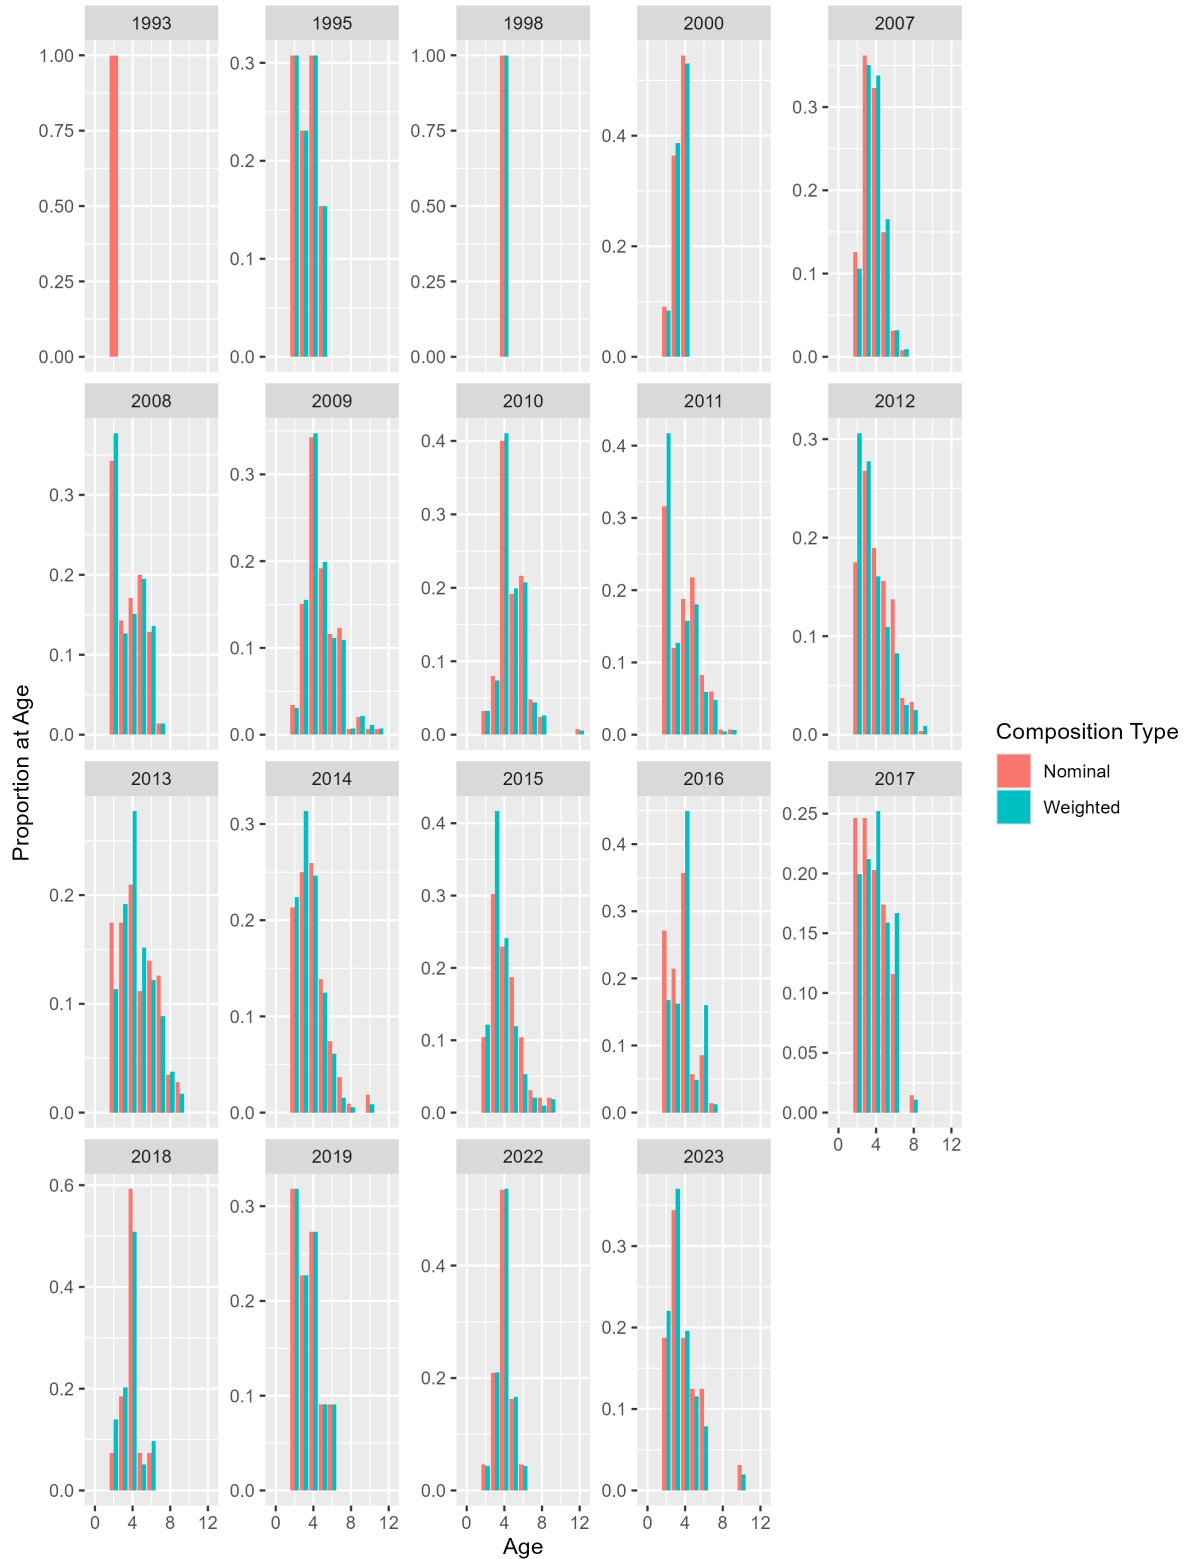 1993 1995 1998 2000 2007
1.00 0.75 0.50 0.25 0.00
0.3 0.2 0.1 0.0
1.00 0.75 0.50 0.25 0.00
0.4 0.2 0.0
0.3 0.2 0.1 0.0
2008 2009 2010 2011 2012
0.3 0.2 0.1 0.0
0.3 0.2 0.1 0.0
0.4 0.3 0.2 0.1 0.0
0.4 0.3 0.2 0.1 0.0
0.3 0.2 0.1 0.0
Proportion at Age
Composition Type
Nominal
Weighted
2013 2014 2015 2016 2017
0.2 0.1 0.0
0.3 0.2 0.1 0.0
0.4 0.3 0.2 0.1 0.0
0.4 0.3 0.2 0.1 0.0
0.25 0.20 0.15 0.10 0.05 0.00
0 4 8 12
2018 2019 2022 2023
0.6 0.4 0.2 0.0
0.3 0.2 0.1 0.0
0.4 0.2 0.0
0.3 0.2 0.1 0.0
0 4 8 12 0 4 8 12 0 4 8 12 0 4 8 12
Age